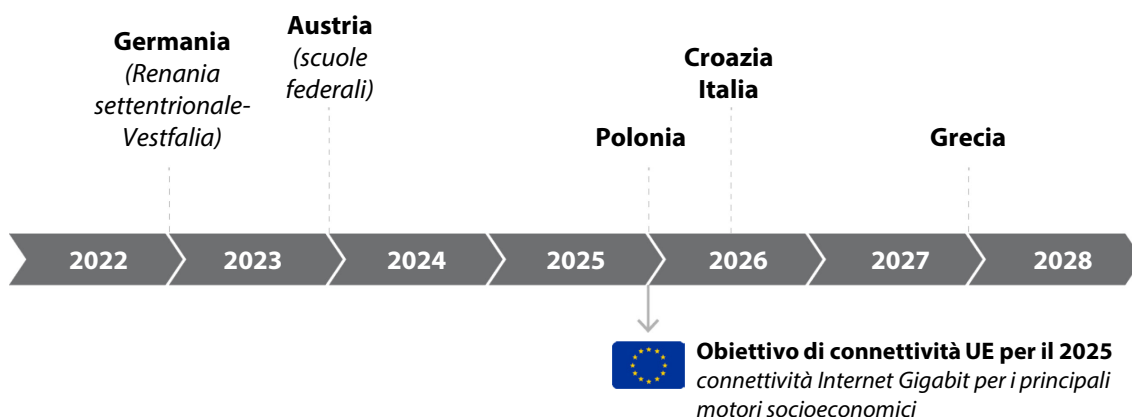 Germania
(Renania
settentrionale-
Vestfalia)
Austria
(scuole
federali)
Polonia
Croazia
Italia
Grecia
2022
2023
2024
2025
2026
2027
2028
Obiettivo di connettività UE per il 2025
connettività Internet Gigabit per i principali
motori socioeconomici